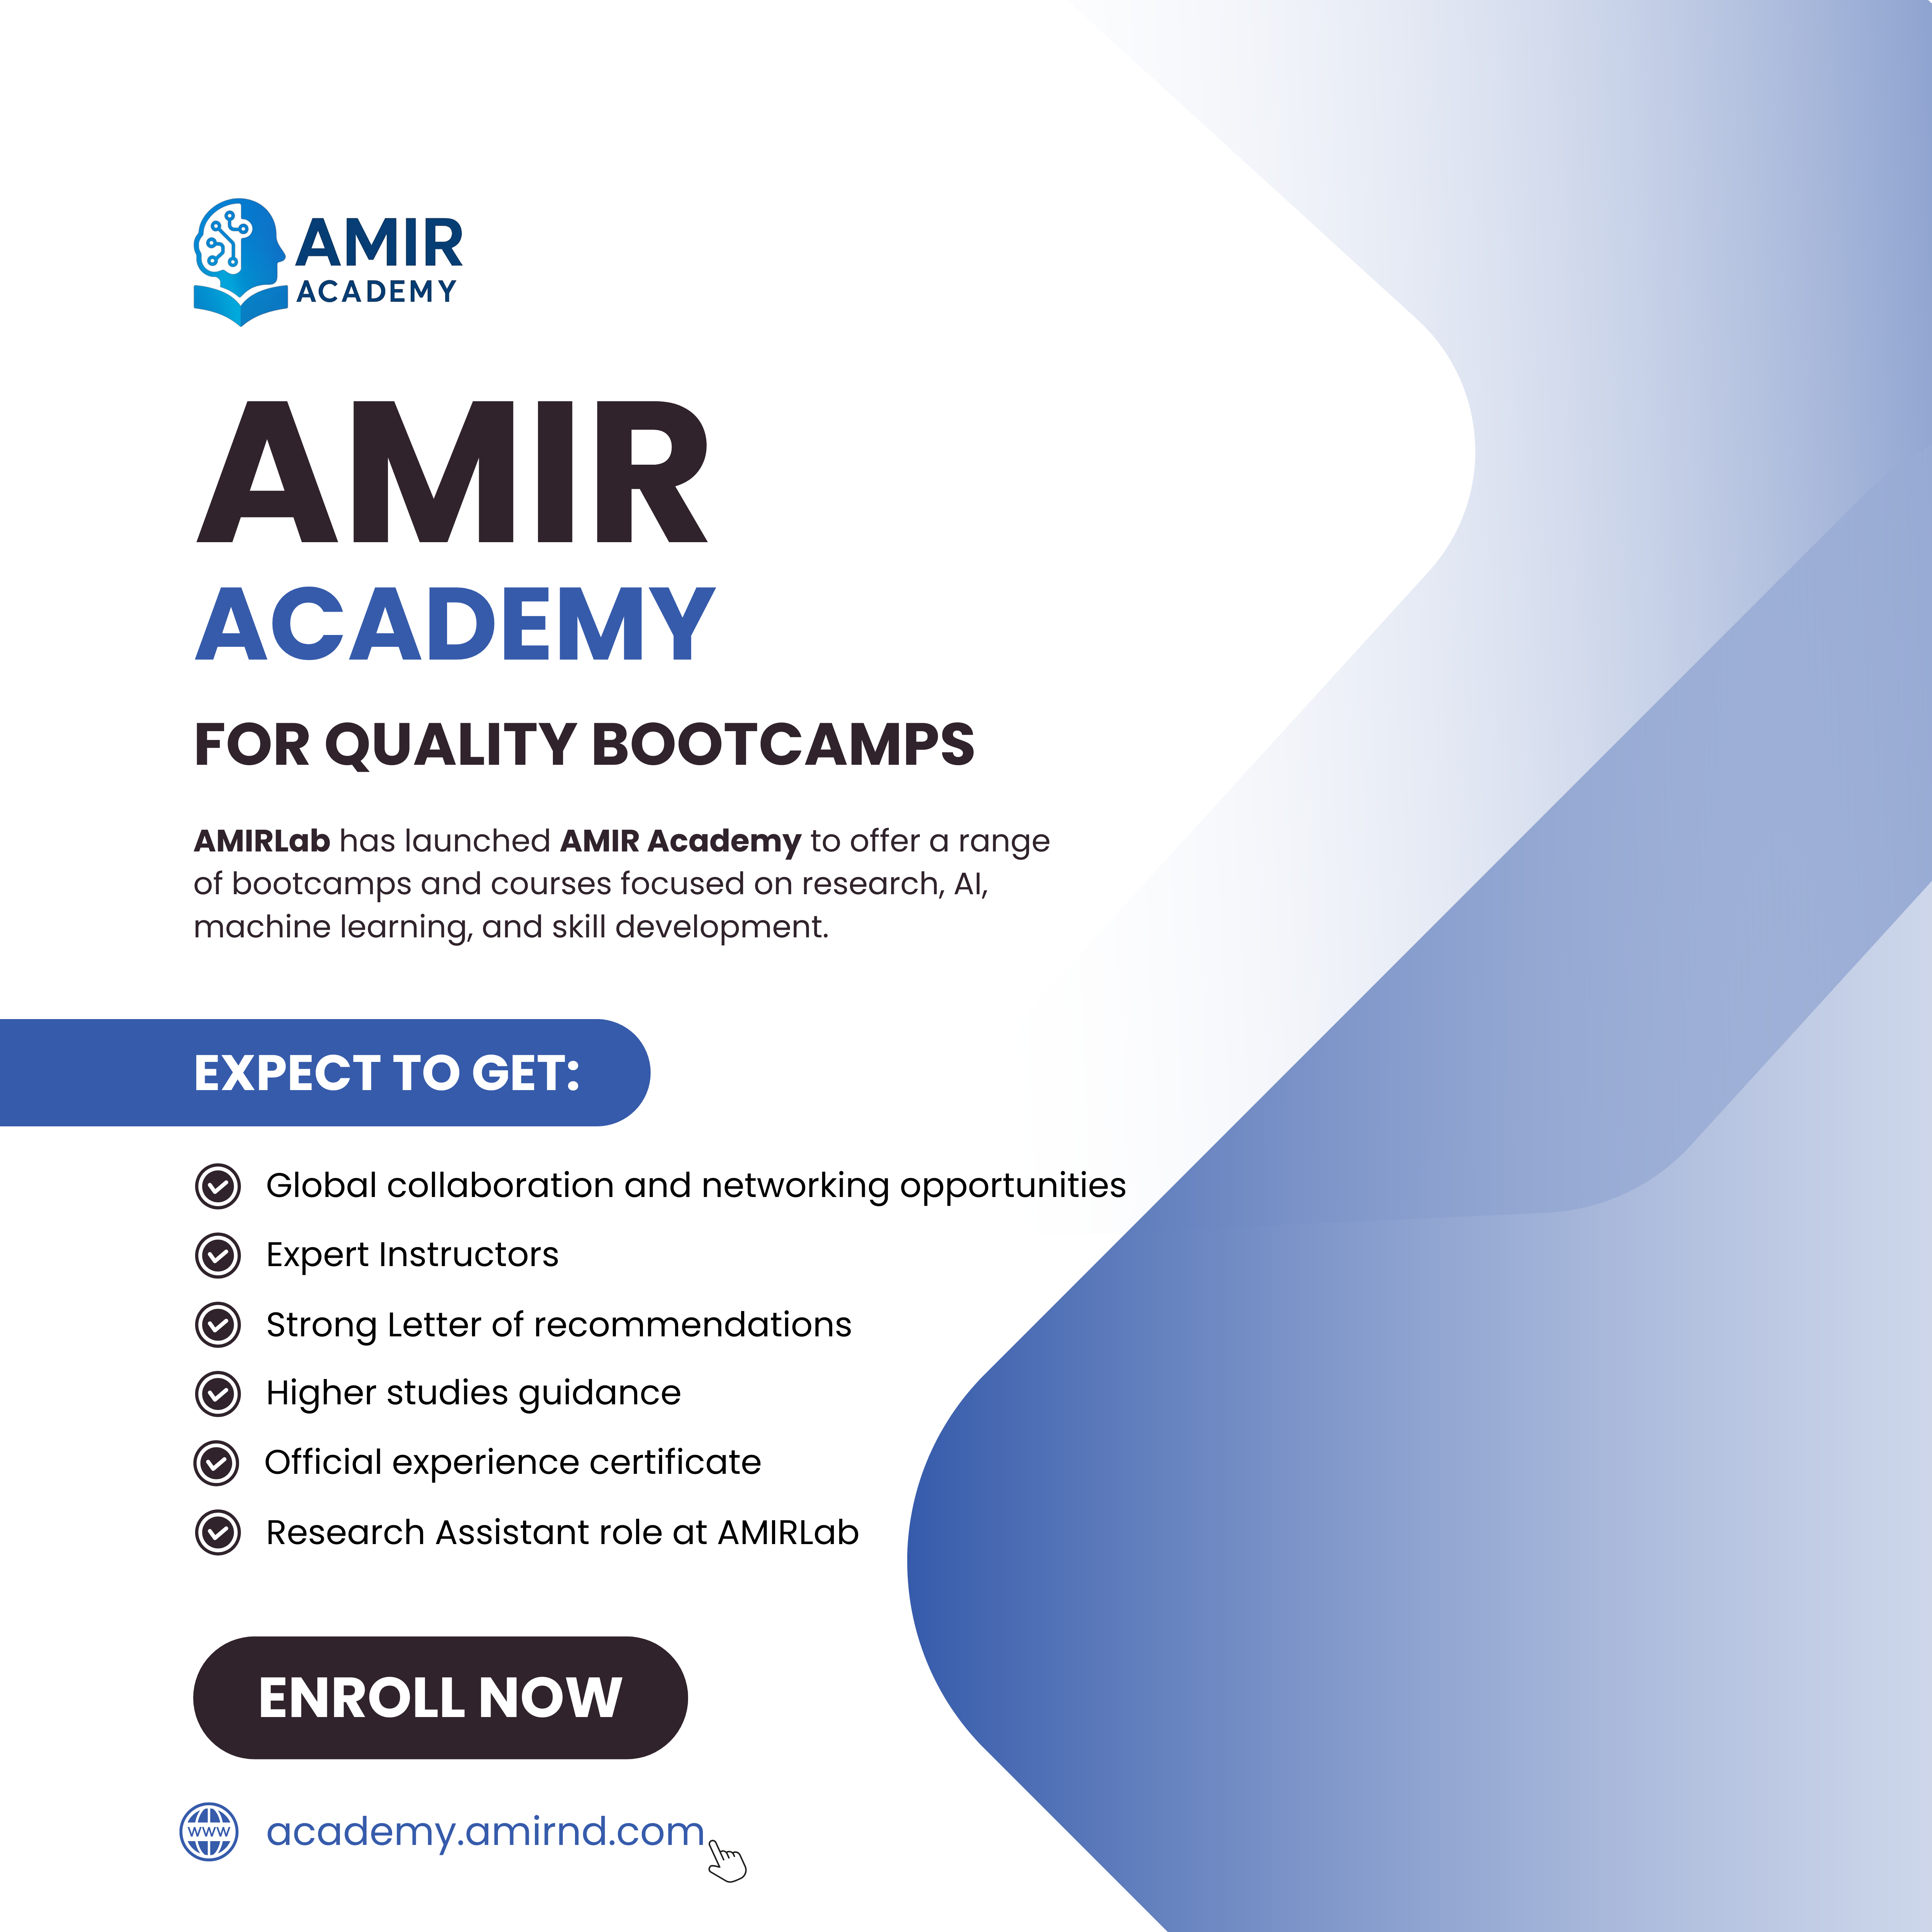 AMIR
ACADEMY
AMIR
ACADEMY
FOR QUALITY BOOTCAMPS
AMIRLab has launched AMIR Academy to offer a range
of bootcamps and courses focused on research, AI,
machine learning, and skill development.
EXPECT TO GET:
Global collaboration and networking opportunities
Expert Instructors
Strong Letter of recommendations
Higher studies guidance
Official experience certificate
Research Assistant role at AMIRLab
ENROLL NOW
WWW
academy.amirnd.com